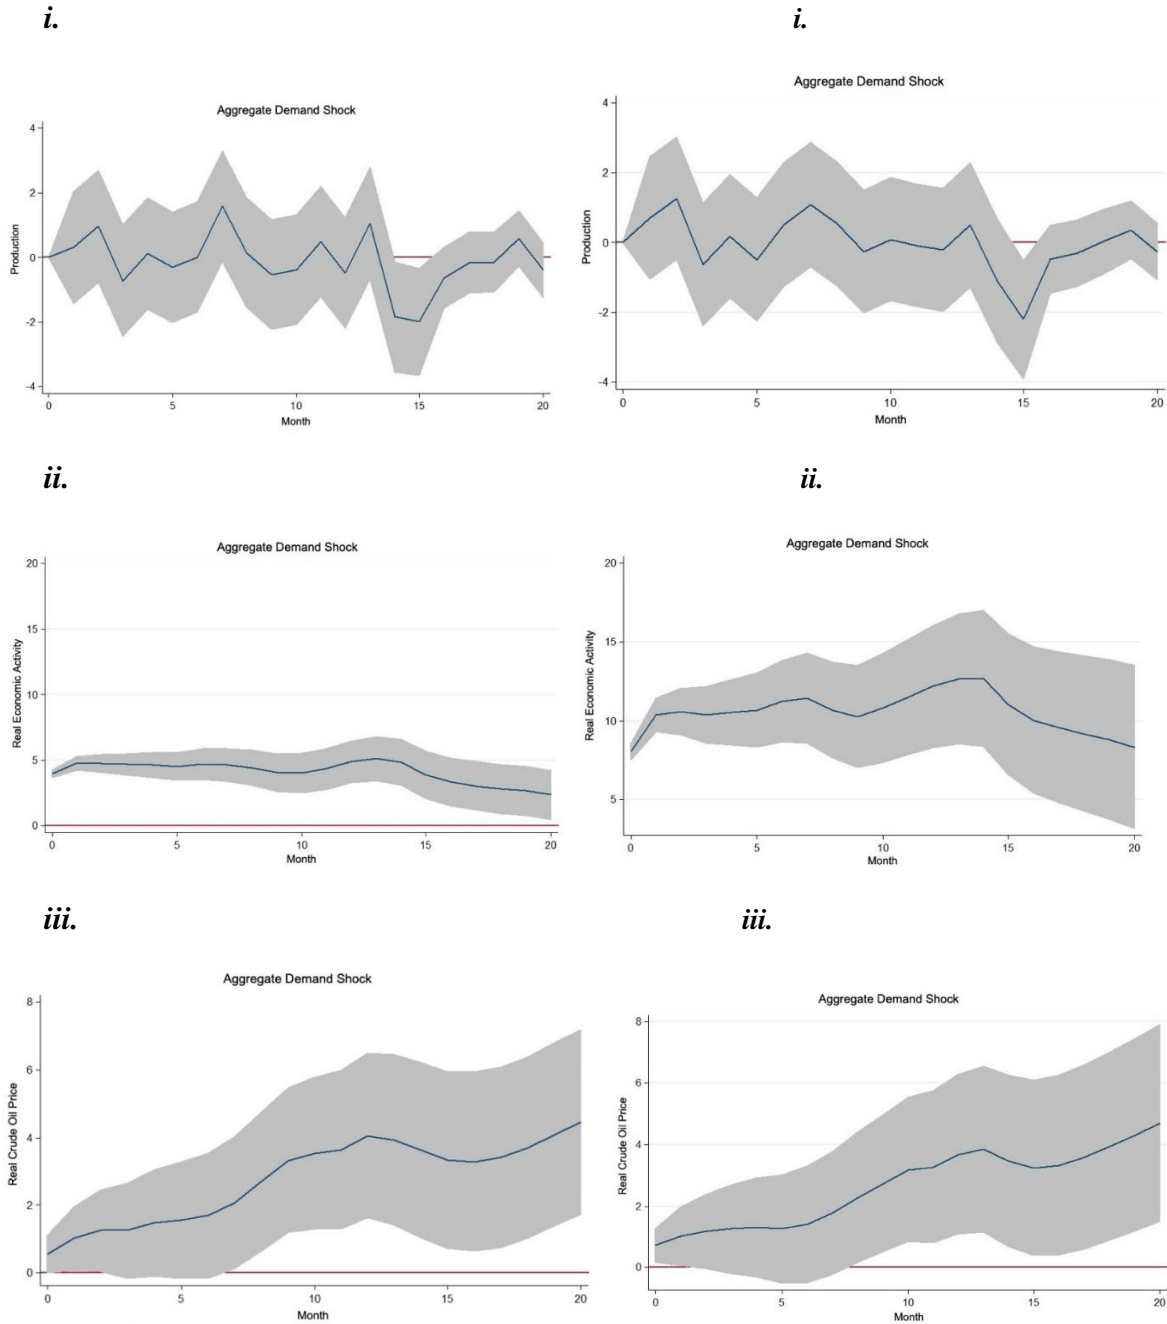 i.
i.
Aggregate Demand Shock
4
2
0
-2
-4
Production
0 5 10 15 20
Month
Aggregate Demand Shock
4
2
0
-2
-4
Production
0 5 10 15 20
Month
ii.
ii.
Aggregate Demand Shock
20
15
10
5
0
Real Economic Activity
0 5 10 15 20
Month
Aggregate Demand Shock
20
15
10
5
Real Economic Activity
0 5 10 15 20
Month
iii.
iii.
Aggregate Demand Shock
8
6
4
2
0
Real Crude Oil Price
0 5 10 15 20
Month
Aggregate Demand Shock
8
6
4
2
0
Real Crude Oil Price
0 5 10 15 20
Month